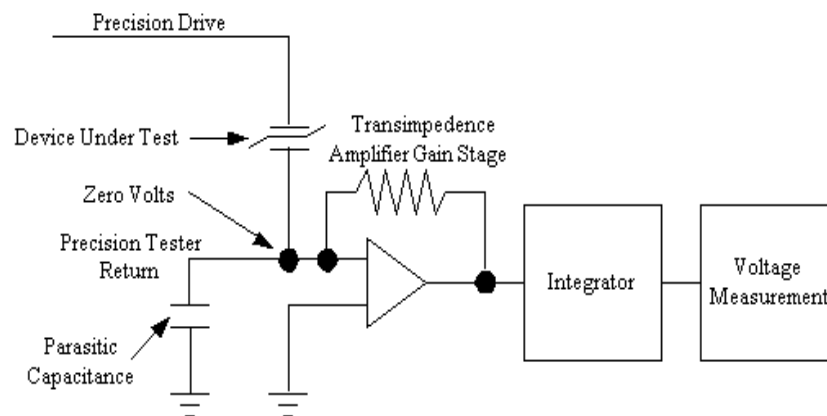 Precision Drive
Device Under Test
Transimpedence
Amplifier Gain Stage
Zero Volts
Precision Tester
Return
Integrator
Voltage
Measurement
Parasitic
Capacitance